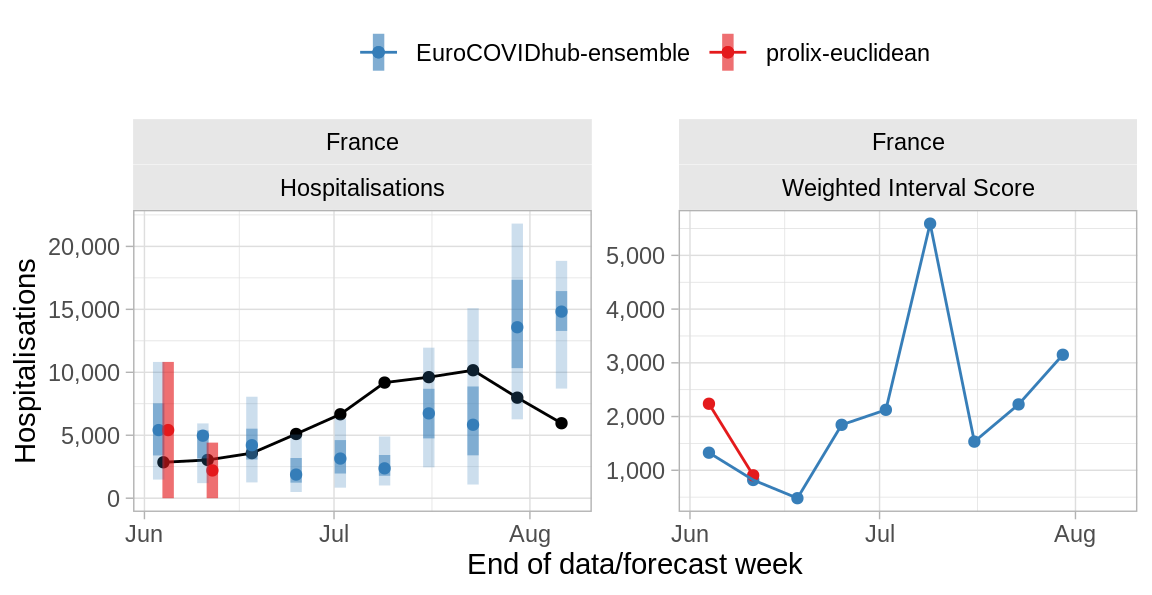 EuroCOVIDhub-ensemble prolix-euclidean
France
Hospitalisations
France
Weighted Interval Score
Hospitalisations
20,000
15,000
10,000
5,000
0
5,000
4,000
3,000
2,000
1,000
Jun Jul Aug
Jun Jul Aug
End of data/forecast week